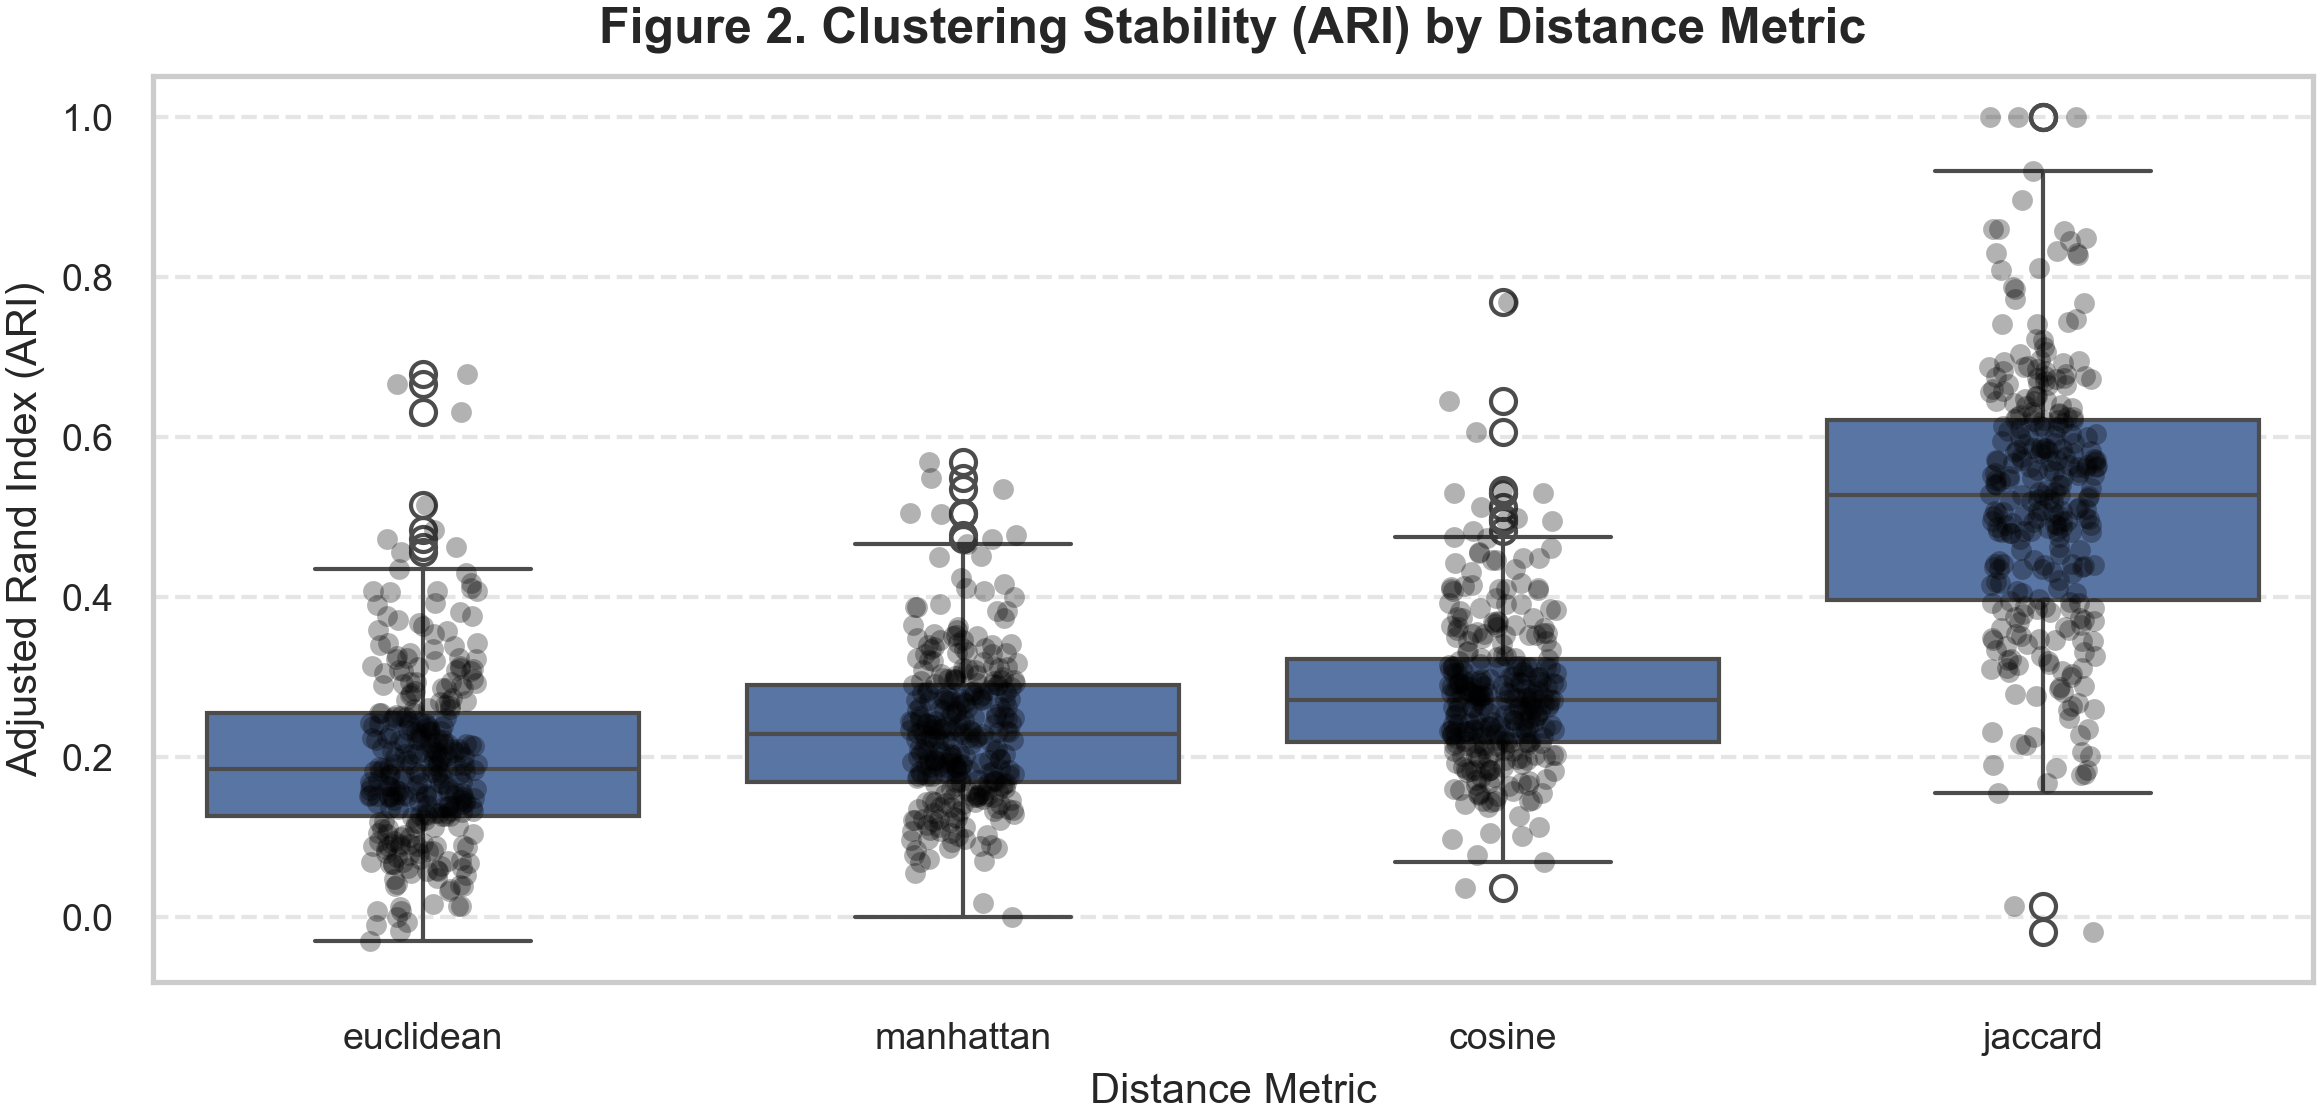 Figure 2. Clustering Stability (ARI) by Distance Metric
Adjusted Rand Index (ARI)
1.0
0.8
0.6
0.4
0.2
0.0
euclidean
manhattan
cosine
jaccard
Distance Metric